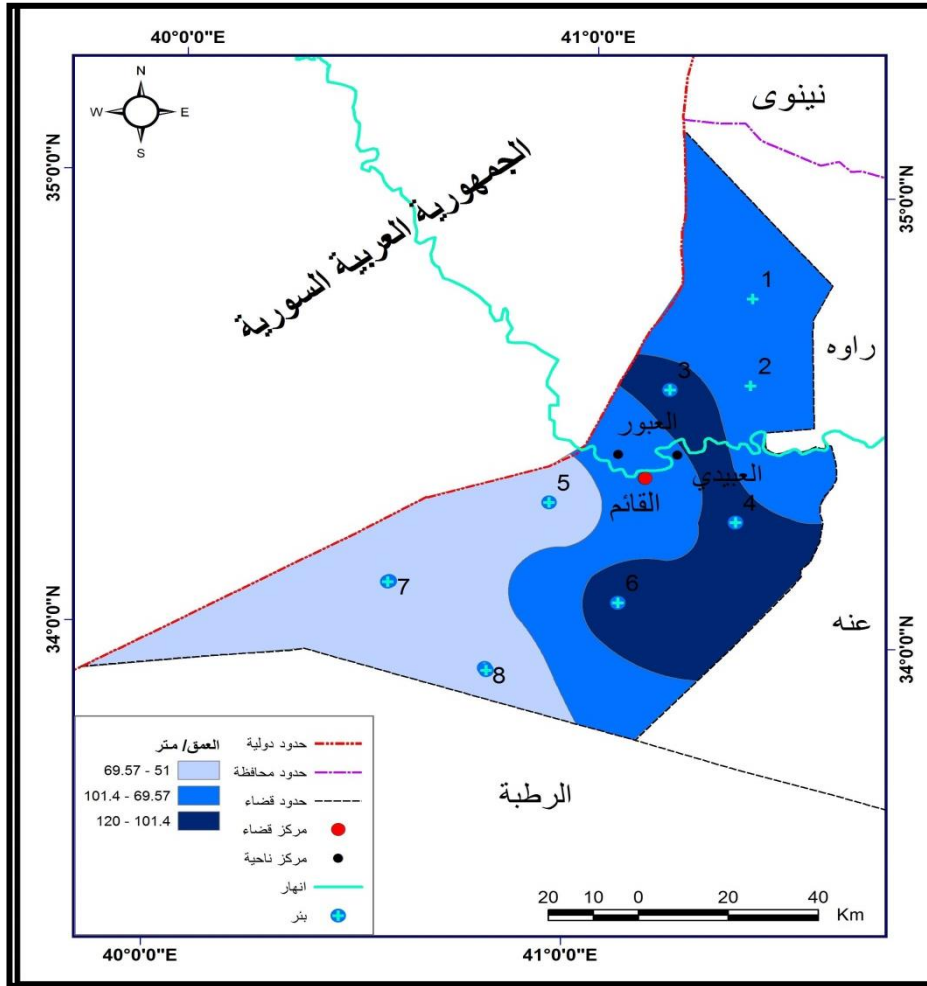 40°0'0"E 41°0'0"E
N
W E
S
نينوى
35°0'0"N
35°0'0"N
الجمهورية العربية السورية
1
راوه
2
3
العبور
العبيدي
القائم
5
4
7
6
عنه
8
34°0'0"N
34°0'0"N
الرطبة
العمق/ متر
69.57 - 51
101.4 - 69.57
120 - 101.4
حدود دولية
حدود محافظة
حدود قضاء
مركز قضاء
مركز ناحية
انهار
بئر
20 10 0 20 40
Km
40°0'0"E 41°0'0"E